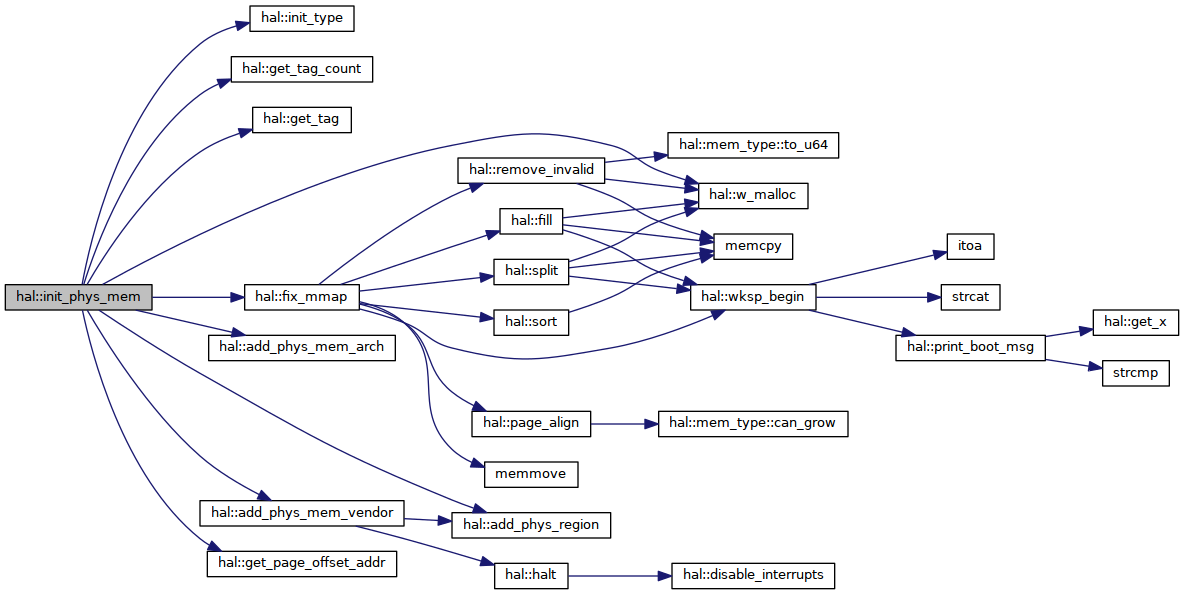 hal::init_type
hal::get_tag_count
hal::get_tag
hal::mem_type::to_u64
hal::remove_invalid
hal::w_malloc
hal::fill
memcpy
itoa
hal::split
hal::init_phys_mem
hal::fix_mmap
hal::wksp_begin
strcat
hal::sort
hal::get_x
hal::add_phys_mem_arch
hal::print_boot_msg
strcmp
hal::page_align
hal::mem_type::can_grow
memmove
hal::add_phys_mem_vendor
hal::add_phys_region
hal::get_page_offset_addr
hal::halt
hal::disable_interrupts